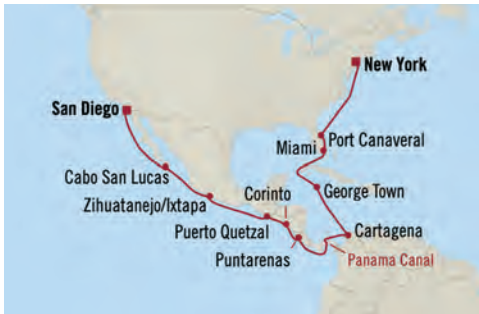 New York
San Diego
Port Canaveral
Miami
Cabo San Lucas
George Town
Zihuatanejo/Ixtapa
Corinto
Puerto Quetzal
Cartagena
Puntarenas
Panama Canal